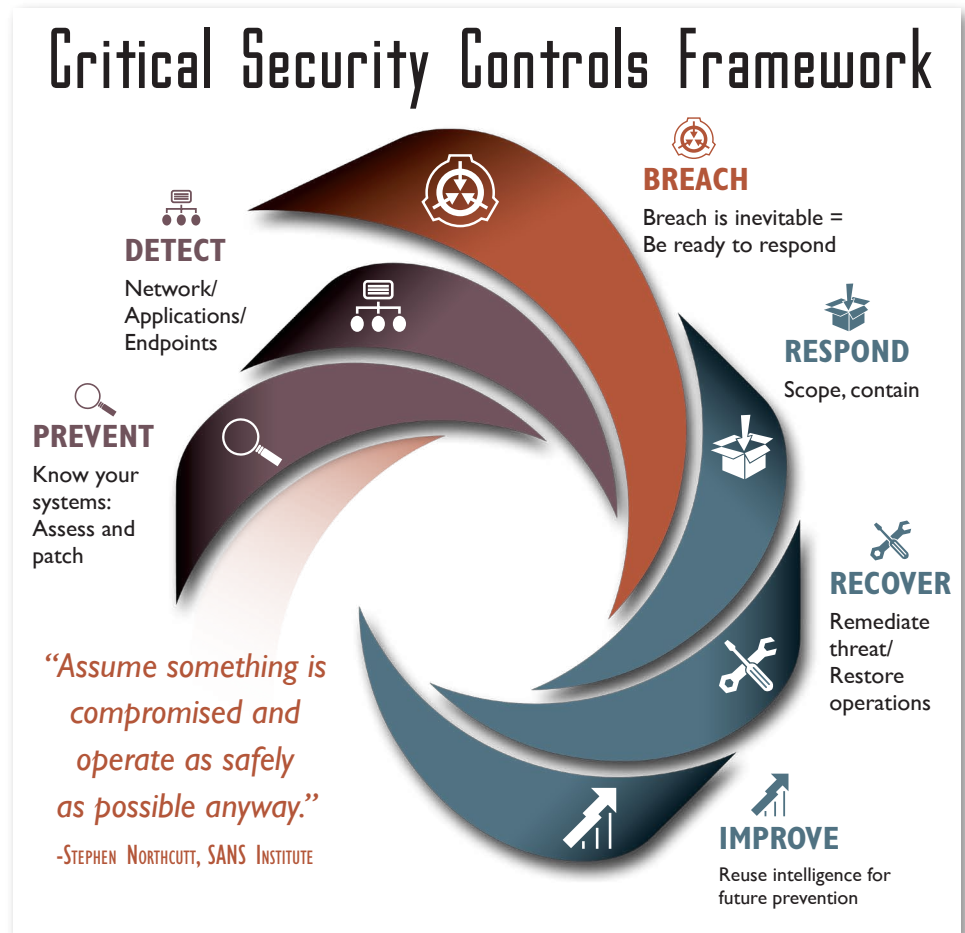 Critical Security Controls Framework
BREACH
Breach is inevitable =
Be ready to respond
DETECT
Network/
Applications/
Endpoints
RESPOND
Scope, contain
PREVENT
Know your
systems:
Assess and
patch
RECOVER
Remediate
threat/
Restore
operations
“Assume something is
compromised and
operate as safely
as possible anyway.”
-STEPHEN NORTHCUTT, SANS INSTITUTE
IMPROVE
Reuse intelligence for
future prevention